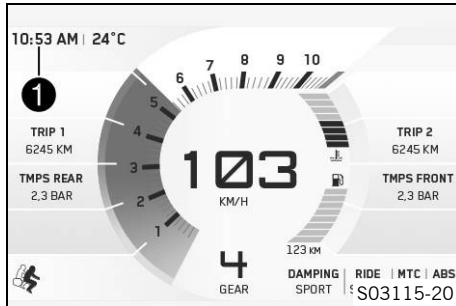 10:53 AM | 24°C
1
1 2 3 4 5 6 7 8 9 10
TRIP 1
6245 KM
TMPS REAR
2,3 BAR
103
KM/H
TRIP 2
6245 KM
TMPS FRONT
2,3 BAR
123 KM
4
GEAR
DAMPING | RIDE | MTC | ABS
SPORT
S03115-20